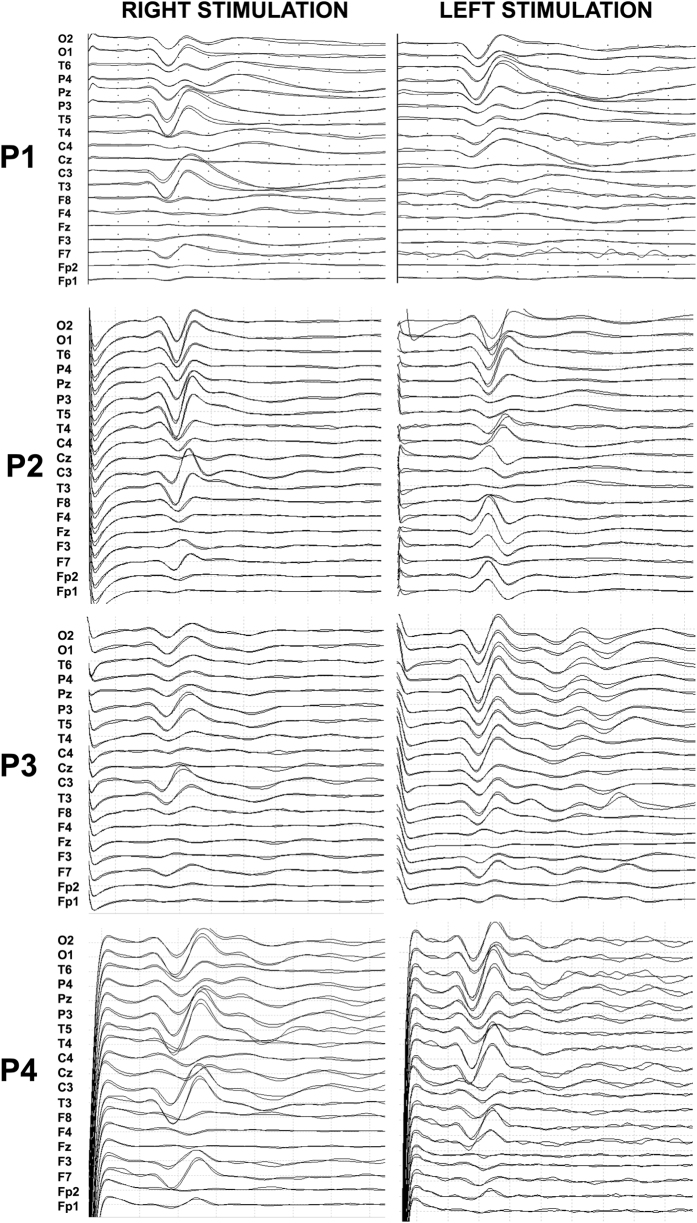 RIGHT STIMULATION LEFT STIMULATION
O2
O1
T6
P4
Pz
P3
T5
T4
C4
Cz
C3
T3
F8
F4
Fz
F3
F7
Fp2
Fp1
P1
O2
O1
T6
P4
Pz
P3
T5
T4
C4
Cz
C3
T3
F8
F4
Fz
F3
F7
Fp2
Fp1
P2
O2
O1
T6
P4
Pz
P3
T5
T4
C4
Cz
C3
T3
F8
F4
Fz
F3
F7
Fp2
Fp1
P3
O2
O1
T6
P4
Pz
P3
T5
T4
C4
Cz
C3
T3
F8
F4
Fz
F3
F7
Fp2
Fp1
P4